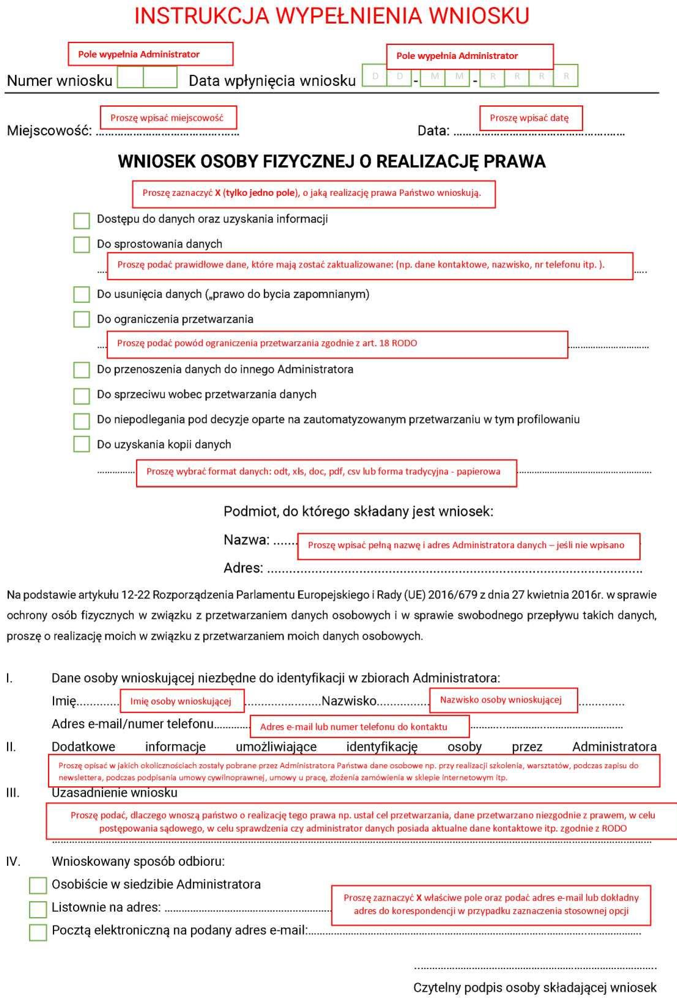 INSTRUKCJA WYPEŁNIENIA WNIOSKU
Pole wypełnia Administrator
Pole wypełnia Administrator
Numer wniosku Data wpłynięcia wniosku D D - M M - R R R R
Proszę wpisać miejscowość
Proszę wpisać datę
Miejscowość: ........................................ Data: ................................................
WNIOSEK OSOBY FIZYCZNEJ O REALIZACJĘ PRAWA
Proszę zaznaczyć X (tylko jedno pole), o jaką realizację prawa Państwo wnioskują.
Dostępu do danych oraz uzyskania informacji
Do sprostowania danych
.... Proszę podać prawidłowe dane, które mają zostać zaktualizowane: (np. dane kontaktowe, nazwisko, nr telefonu itp. ). .....
Do usunięcia danych („prawo do bycia zapomnianym)
Do ograniczenia przetwarzania
.... Proszę podać powód ograniczenia przetwarzania zgodnie z art. 18 RODO ..............................
Do przenoszenia danych do innego Administratora
Do sprzeciwu wobec przetwarzania danych
Do niepodlegania pod decyzje oparte na zautomatyzowanym przetwarzaniu w tym profilowaniu
Do uzyskania kopii danych
............... Proszę wybrać format danych: odt, xls, doc, pdf, csv lub forma tradycyjna - papierowa ..................................................
Podmiot, do którego składany jest wniosek:
Nazwa: ....... Proszę wpisać pełną nazwę i adres Administratora danych – jeśli nie wpisano
Adres: ..........................................................................................................
Na podstawie artykułu 12-22 Rozporządzenia Parlamentu Europejskiego i Rady (UE) 2016/679 z dnia 27 kwietnia 2016r. w sprawie
ochrony osób fizycznych w związku z przetwarzaniem danych osobowych i w sprawie swobodnego przepływu takich danych,
proszę o realizację moich w związku z przetwarzaniem moich danych osobowych.
I. Dane osoby wnioskującej niezbędne do identyfikacji w zbiorach Administratora:
Imię............ Imię osoby wnioskującej .....................Nazwisko............... Nazwisko osoby wnioskującej .............
Adres e-mail/numer telefonu............ Adres e-mail lub numer telefonu do kontaktu ...........................................
II. Dodatkowe informacje umożliwiające identyfikację osoby przez Administratora
Proszę opisać w jakich okolicznościach zostały pobrane przez Administratora Państwa dane osobowe np. przy realizacji szkolenia, warsztatów, podczas zapisu do
newslettera, podczas podpisania umowy cywilnoprawnej, umowy u pracę, złożenia zamówienia w sklepie internetowym itp.
III. Uzasadnienie wniosku
Proszę podać, dlaczego wnoszą państwo o realizację tego prawa np. ustał cel przetwarzania, dane przetwarzano niezgodnie z prawem, w celu
postępowania sądowego, w celu sprawdzenia czy administrator danych posiada aktualne dane kontaktowe itp. zgodnie z RODO
..........................................................................................................................................................
IV. Wnioskowany sposób odbioru:
Osobiście w siedzibie Administratora
Proszę zaznaczyć X właściwe pole oraz podać adres e-mail lub dokładny
adres do korespondencji w przypadku zaznaczenia stosownej opcji
Listownie na adres: ..................................................
Pocztą elektroniczną na podany adres e-mail:..................................................................................................
........................................................................
Czytelny podpis osoby składającej wniosek